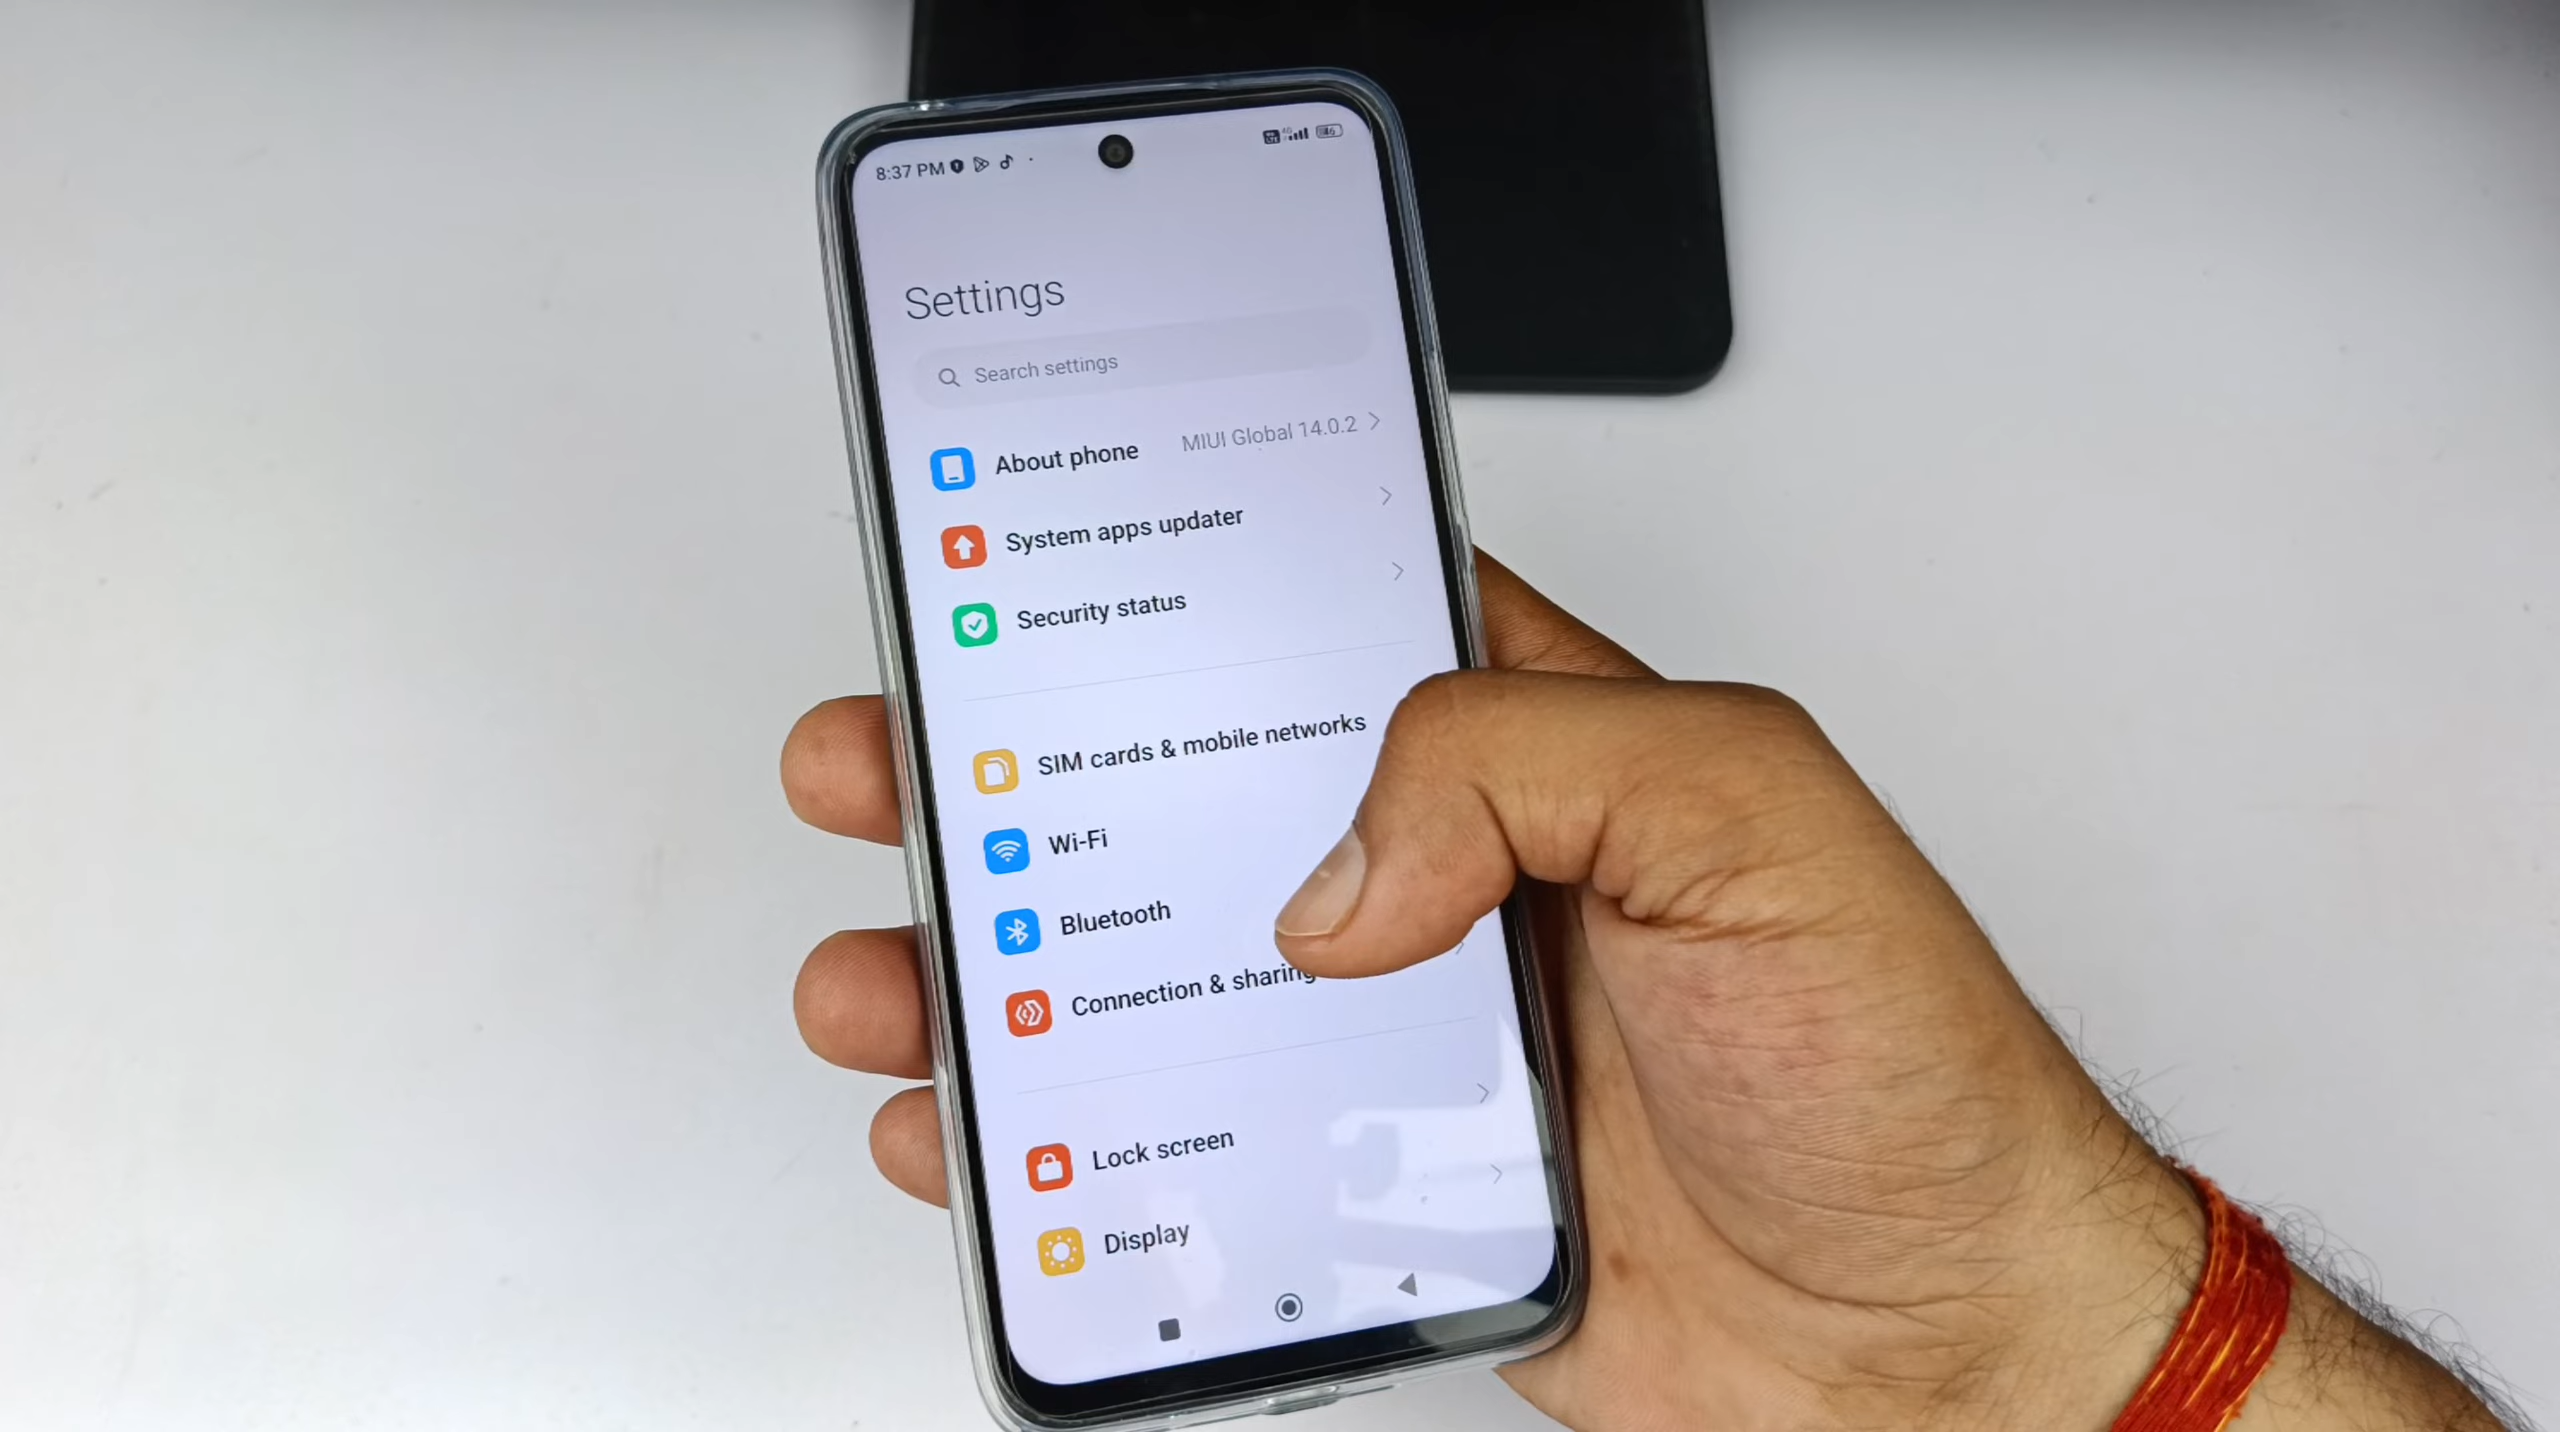 8:37 PM
Settings
Search settings
About phone MIUI Global 14.0.2
System apps updater
Security status
SIM cards & mobile networks
Wi-Fi
Bluetooth
Connection & sharing
Lock screen
Display